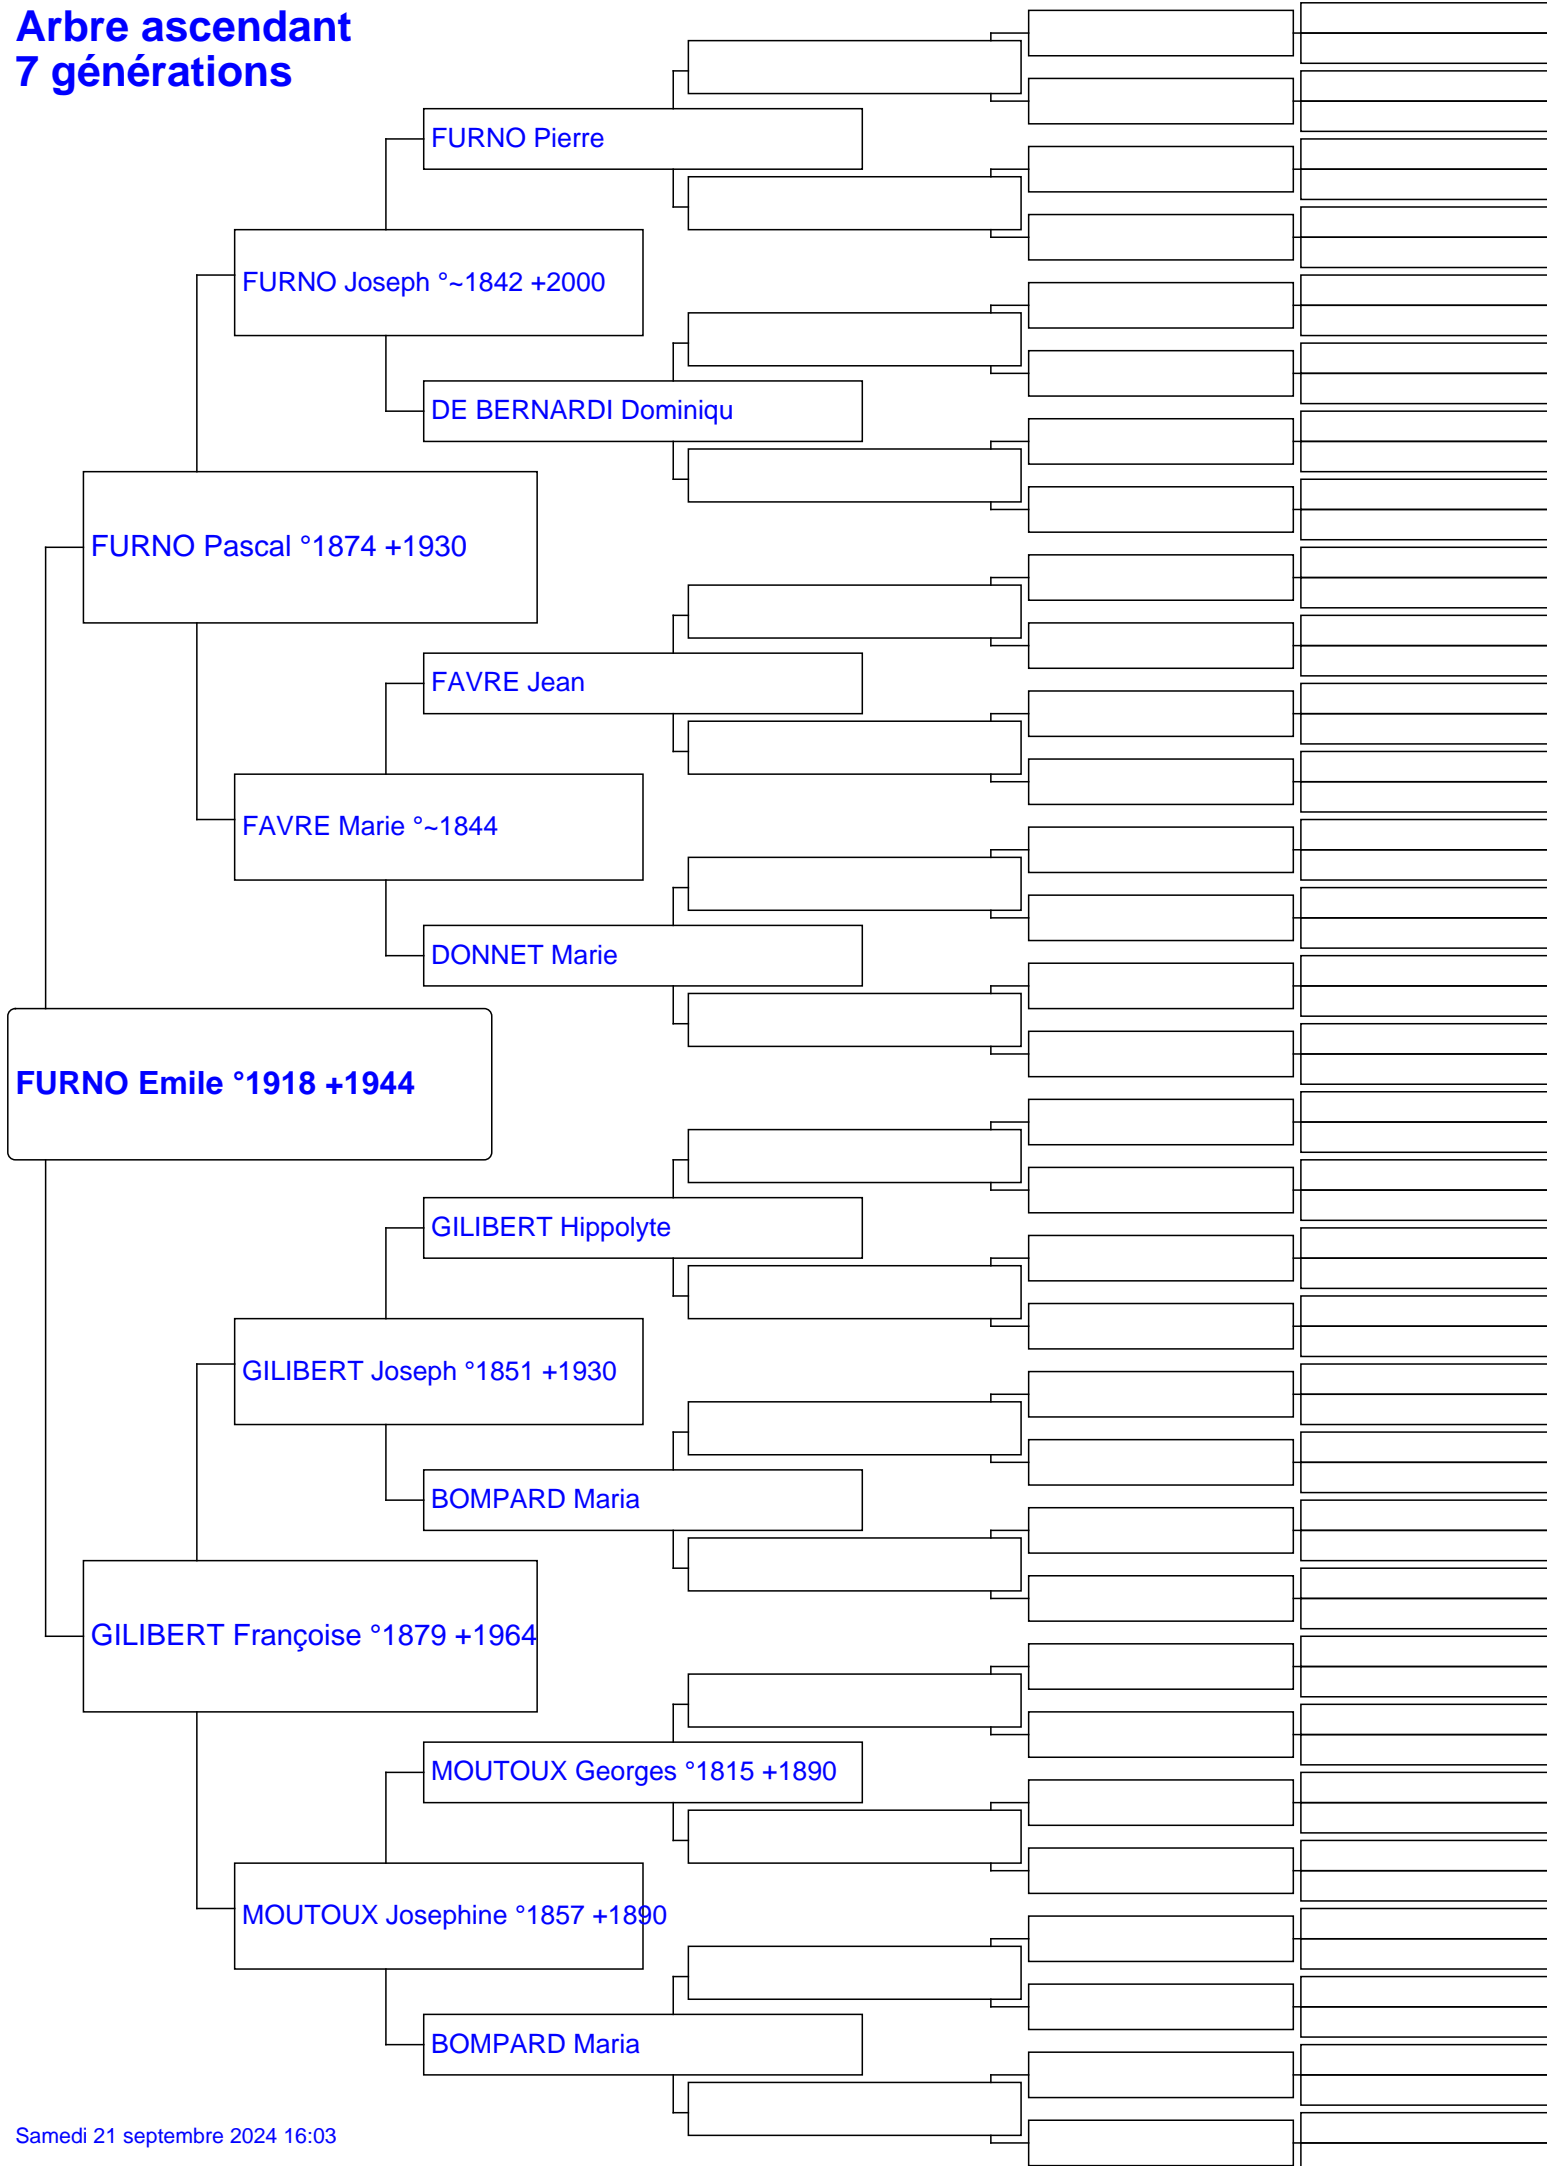 Arbre ascendant
7 générations
FURNO Pierre
FURNO Joseph °~1842 +2000
DE BERNARDI Dominiqu
FURNO Pascal °1874 +1930
FAVRE Jean
FAVRE Marie °~1844
DONNET Marie
FURNO Emile °1918 +1944
GILIBERT Hippolyte
GILIBERT Joseph °1851 +1930
BOMPARD Maria
GILIBERT Françoise °1879 +1964
MOUTOUX Georges °1815 +1890
MOUTOUX Josephine °1857 +1890
BOMPARD Maria
Samedi 21 septembre 2024 16:03